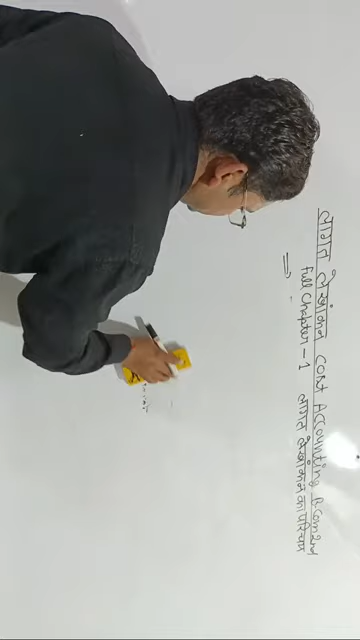 लागत लेखांकन Cost Accounting B.Com 2nd
Full Chapter - 1 लागत लेखांकन का परिचय